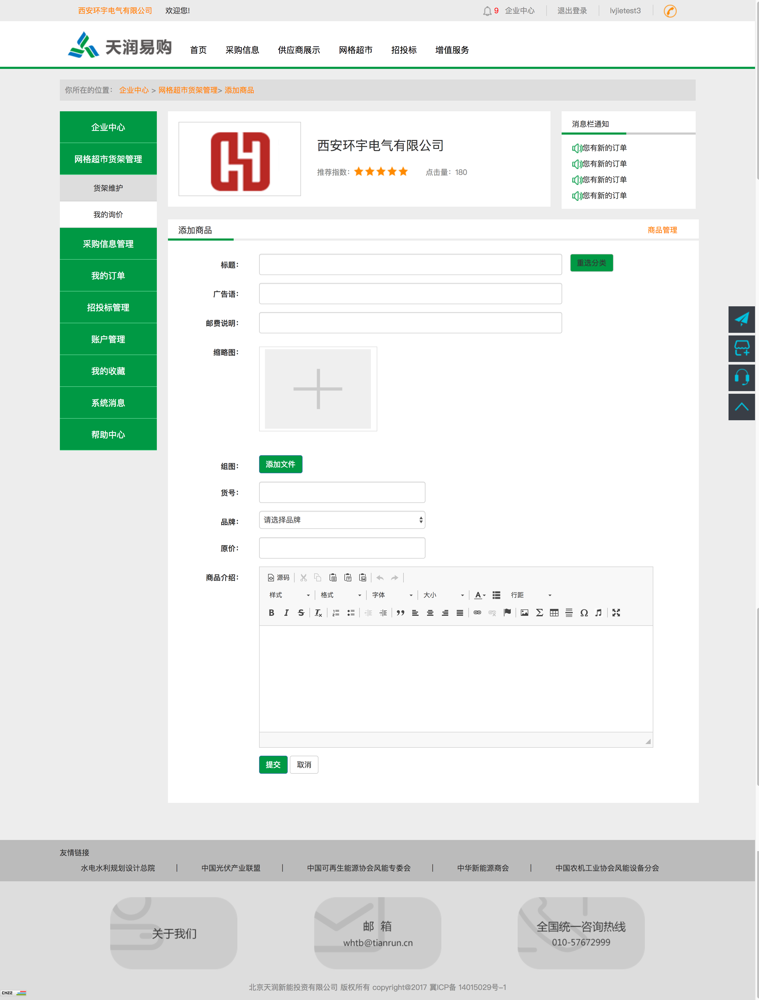 西安环宇电气有限公司 欢迎您!
9 企业中心 退出登录 lvjietest3
天润易购
首页 采购信息 供应商展示 网格超市 招投标 增值服务
你所在的位置： 企业中心 > 网格超市货架管理> 添加商品
企业中心
网格超市货架管理
货架维护
我的询价
采购信息管理
我的订单
招投标管理
账户管理
我的收藏
系统消息
帮助中心
西安环宇电气有限公司
推荐指数： 点击量：180
消息栏通知
您有新的订单
您有新的订单
您有新的订单
您有新的订单
添加商品 商品管理
标题： 重选分类
广告语：
邮费说明：
缩略图：
组图： 添加文件
货号：
品牌： 请选择品牌
原价：
商品介绍： 源码
样式 格式 字体 大小 A 行距
B I S
提交 取消
友情链接
水电水利规划设计总院 | 中国光伏产业联盟 | 中国可再生能源协会风能专委会 | 中华新能源商会 | 中国农机工业协会风能设备分会
关于我们
邮 箱
whtb@tianrun.cn
全国统一咨询热线
010-57672999
北京天润新能投资有限公司 版权所有 copyright@2017 冀ICP备 14015029号-1
CNZZ